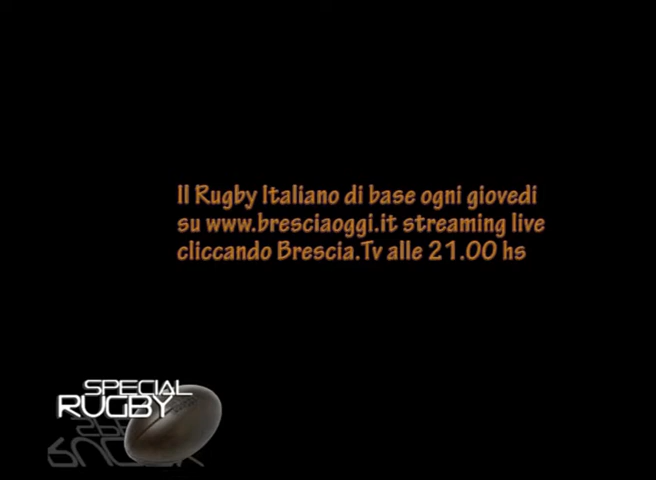 Il Rugby Italiano di base ogni giovedi
su www.bresciaoggi.it streaming live
cliccando Brescia.Tv alle 21.00 hs
SPECIAL
RUGBY